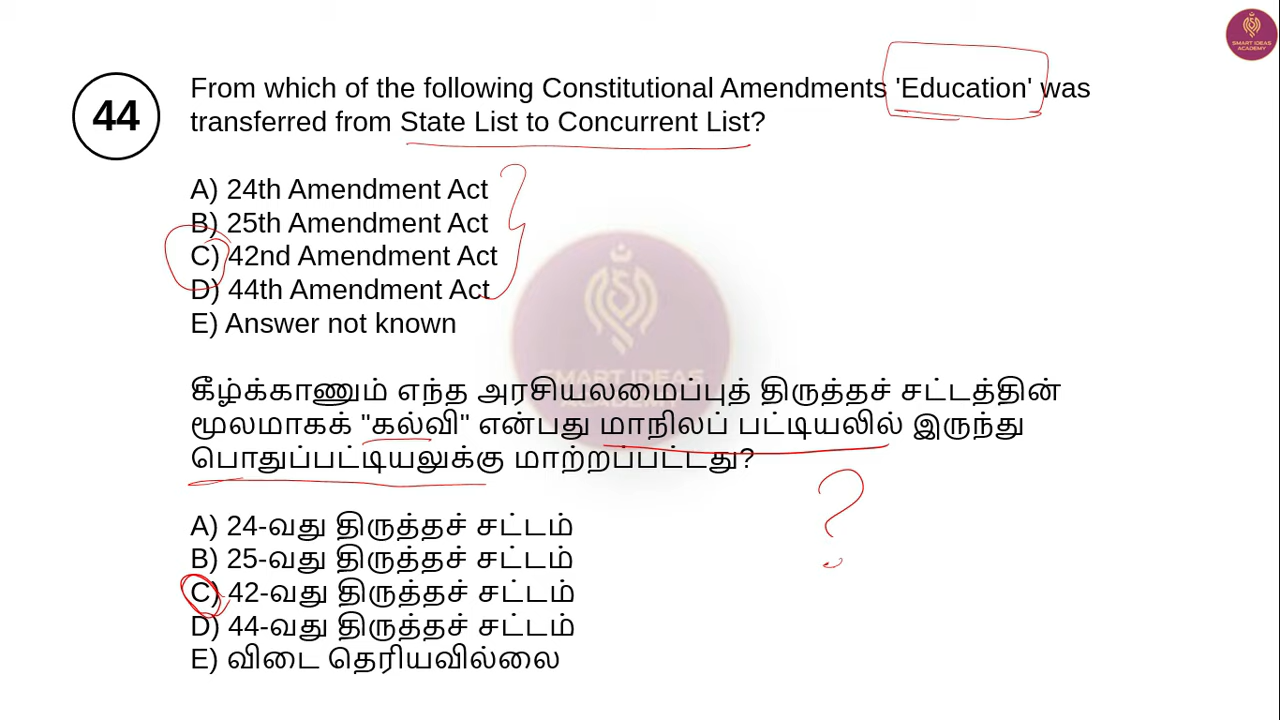 SMART IDEAS
ACADEMY
44
From which of the following Constitutional Amendments 'Education' was
transferred from State List to Concurrent List?
A) 24th Amendment Act
B) 25th Amendment Act
C) 42nd Amendment Act
D) 44th Amendment Act
E) Answer not known
SMART IDEAS
ACADEMY
கீழ்க்காணும் எந்த அரசியலமைப்புத் திருத்தச் சட்டத்தின்
மூலமாகக் "கல்வி" என்பது மாநிலப் பட்டியலில் இருந்து
பொதுப்பட்டியலுக்கு மாற்றப்பட்டது?
?
A) 24-வது திருத்தச் சட்டம்
B) 25-வது திருத்தச் சட்டம்
C) 42-வது திருத்தச் சட்டம்
D) 44-வது திருத்தச் சட்டம்
E) விடை தெரியவில்லை